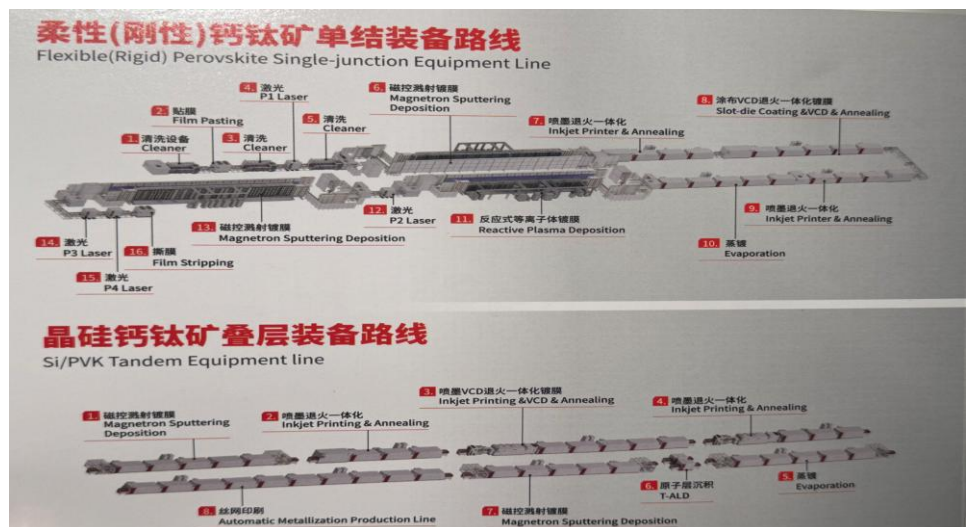 柔性(刚性)钙钛矿单结装备路线
Flexible(Rigid) Perovskite Single-junction Equipment Line
1. 清洗设备
Cleaner
2. 贴膜
Film Pasting
3. 清洗
Cleaner
4. 激光
P1 Laser
5. 清洗
Cleaner
6. 磁控溅射镀膜
Magnetron Sputtering
Deposition
7. 喷墨退火一体化
Inkjet Printer & Annealing
8. 涂布VCD退火一体化镀膜
Slot-die Coating &VCD & Annealing
9. 喷墨退火一体化
Inkjet Printer & Annealing
10. 蒸镀
Evaporation
11. 反应式等离子体镀膜
Reactive Plasma Deposition
12. 激光
P2 Laser
13. 磁控溅射镀膜
Magnetron Sputtering Deposition
14. 激光
P3 Laser
15. 激光
P4 Laser
16. 撕膜
Film Stripping
晶硅钙钛矿叠层装备路线
Si/PVK Tandem Equipment line
1. 磁控溅射镀膜
Magnetron Sputtering
Deposition
2. 喷墨退火一体化
Inkjet Printing & Annealing
3. 喷墨VCD退火一体化镀膜
Inkjet Printing &VCD & Annealing
4. 喷墨退火一体化
Inkjet Printing & Annealing
5. 蒸镀
Evaporation
6. 原子层沉积
T-ALD
7. 磁控溅射镀膜
Magnetron Sputtering Deposition
8. 丝网印刷
Automatic Metallization Production Line